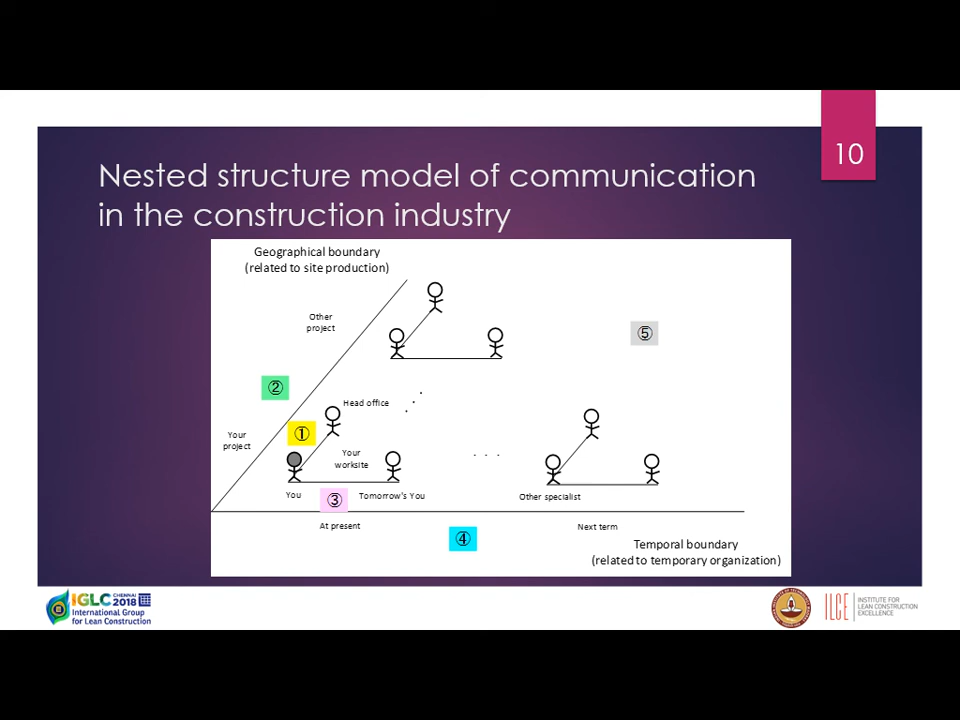 10
Nested structure model of communication
in the construction industry
Geographical boundary
(related to site production)
Other
project
⑤
②
Head office
①
Your
project
Your
worksite
You
③
Tomorrow's You
Other specialist
At present
④
Next term
Temporal boundary
(related to temporary organization)
IGLC CHENNAI 2018
International Group
for Lean Construction
ILCE
INSTITUTE FOR
LEAN CONSTRUCTION
EXCELLENCE